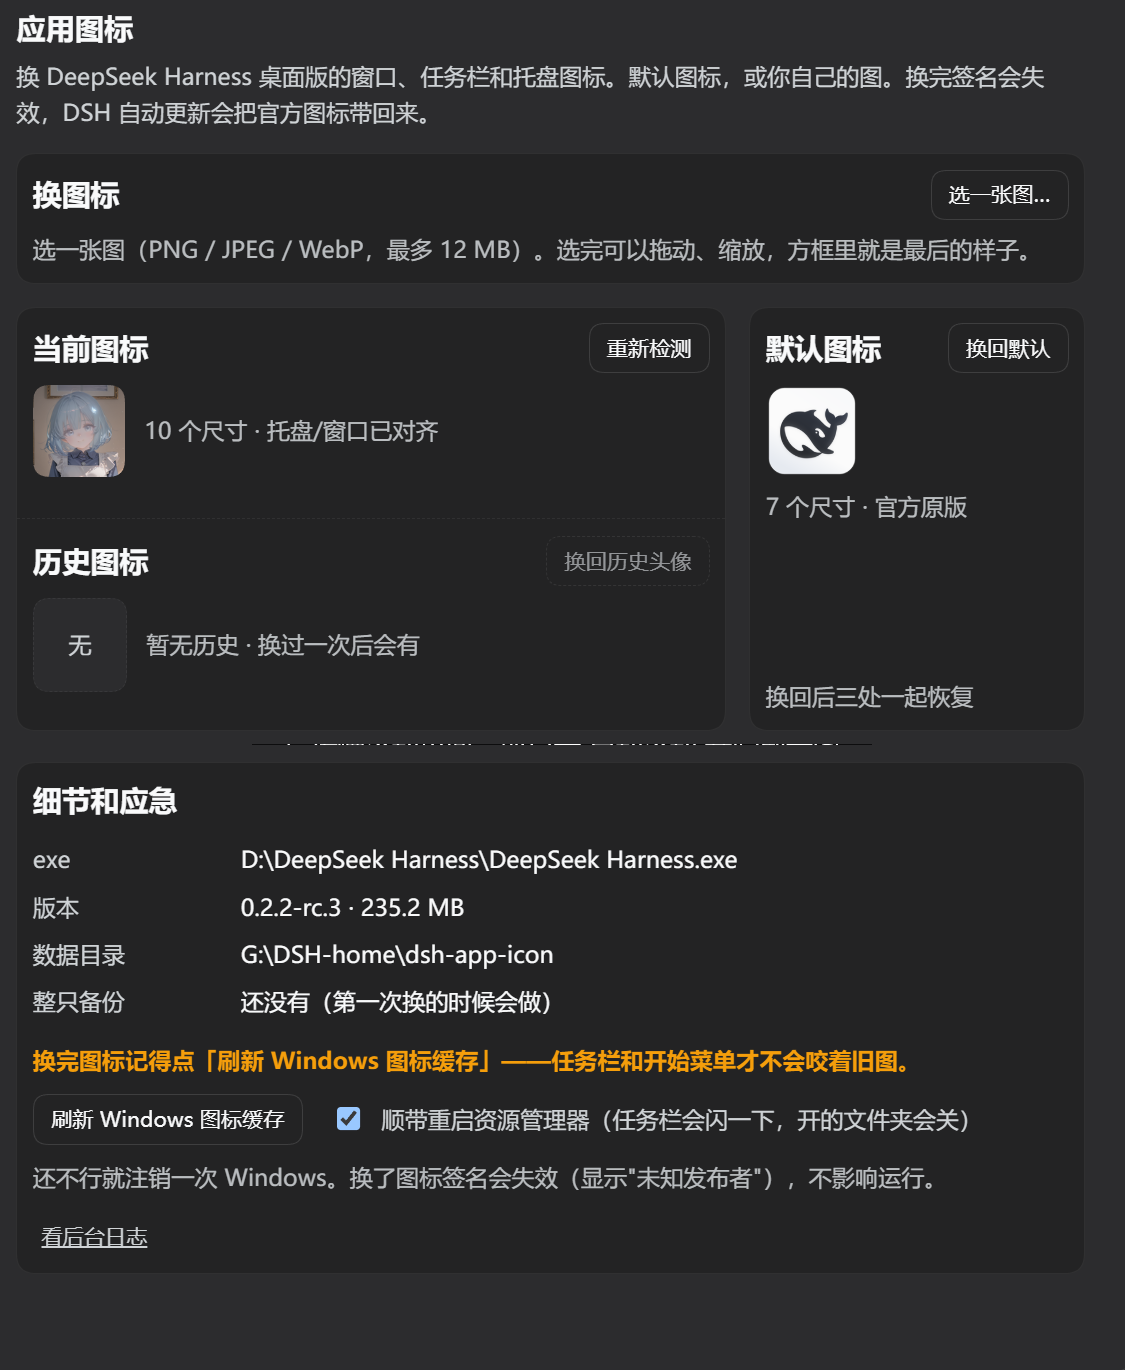 应用图标
换 DeepSeek Harness 桌面版的窗口、任务栏和托盘图标。默认图标，或你自己的图。换完签名会失
效，DSH 自动更新会把官方图标带回来。
换图标
选一张图...
选一张图（PNG / JPEG / WebP，最多 12 MB）。选完可以拖动、缩放，方框里就是最后的样子。
当前图标
重新检测
10 个尺寸 · 托盘/窗口已对齐
历史图标
换回历史头像
无
暂无历史 · 换过一次后会有
默认图标
换回默认
7 个尺寸 · 官方原版
换回后三处一起恢复
细节和应急
exe D:\DeepSeek Harness\DeepSeek Harness.exe
版本 0.2.2-rc.3 · 235.2 MB
数据目录 G:\DSH-home\dsh-app-icon
整只备份 还没有（第一次换的时候会做）
换完图标记得点「刷新 Windows 图标缓存」——任务栏和开始菜单才不会咬着旧图。
刷新 Windows 图标缓存
顺带重启资源管理器（任务栏会闪一下，开的文件夹会关）
还不行就注销一次 Windows。换了图标签名会失效（显示"未知发布者"），不影响运行。
看后台日志